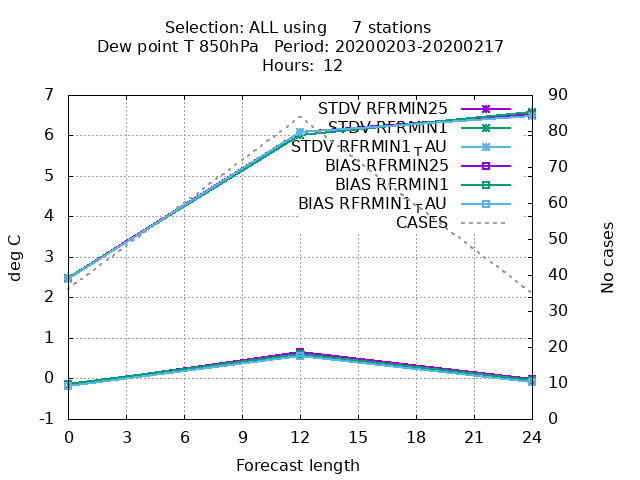 Selection: ALL using 7 stations
Dew point T 850hPa Period: 20200203-20200217
Hours: 12
7
6
5
4
3
2
1
0
-1
deg C
90
80
70
60
50
40
30
20
10
0
No cases
STDV RFRMIN25
STDV RFRMIN1
STDV RFRMIN1TAU
BIAS RFRMIN25
BIAS RFRMIN1
BIAS RFRMIN1TAU
CASES
0 3 6 9 12 15 18 21 24
Forecast length